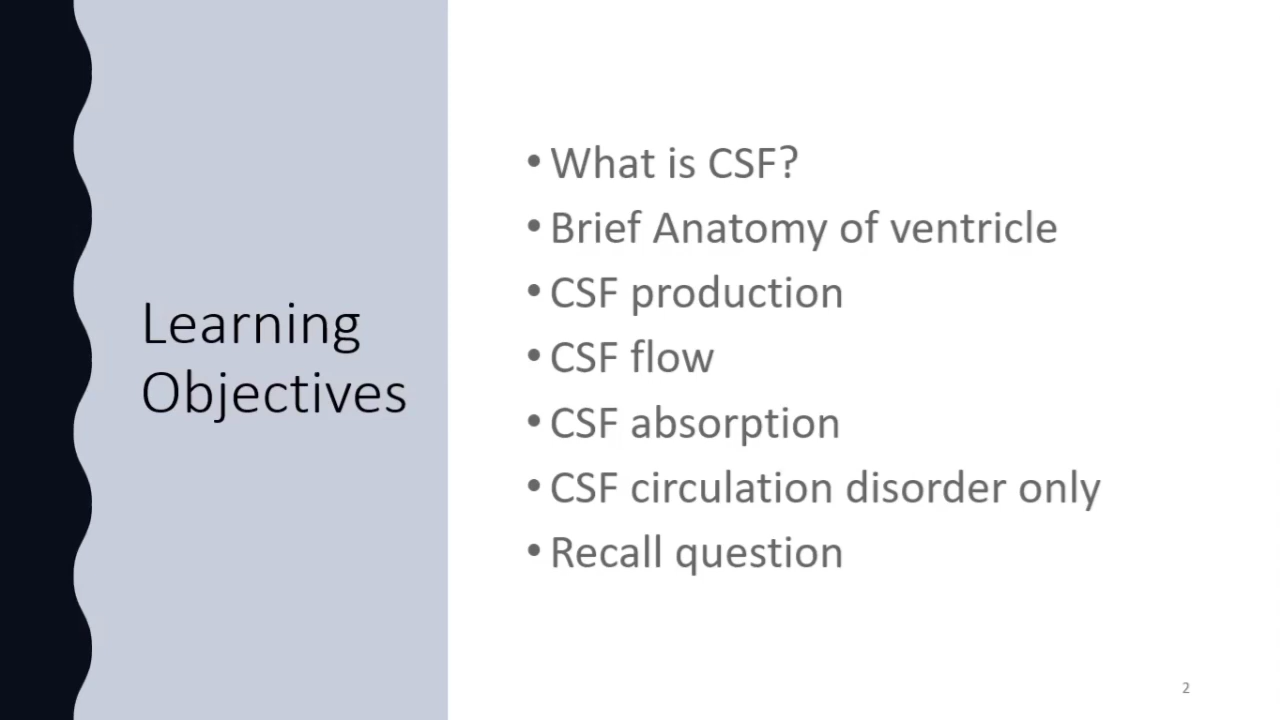 Learning
Objectives
• What is CSF?
• Brief Anatomy of ventricle
• CSF production
• CSF flow
• CSF absorption
• CSF circulation disorder only
• Recall question
2